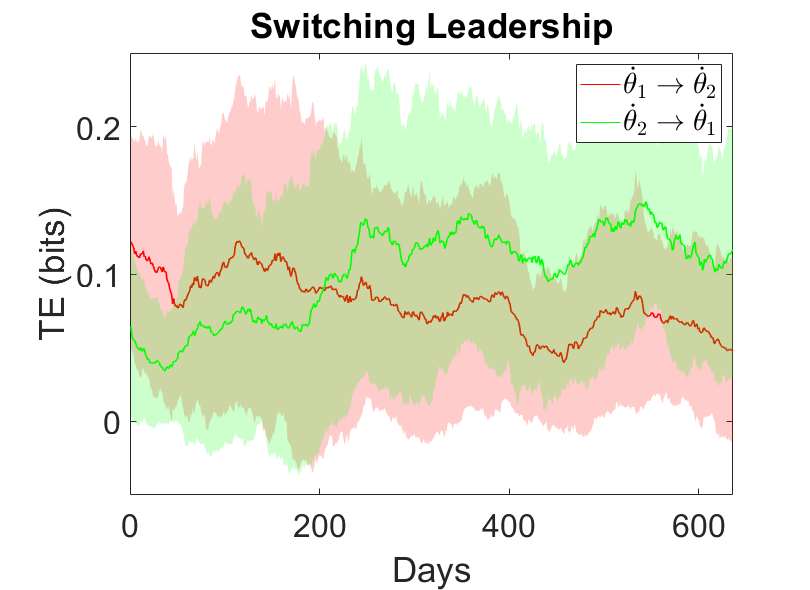 Switching Leadership
θ̇₁ → θ̇₂
θ̇₂ → θ̇₁
TE (bits)
0.2
0.1
0
0
200
400
600
Days